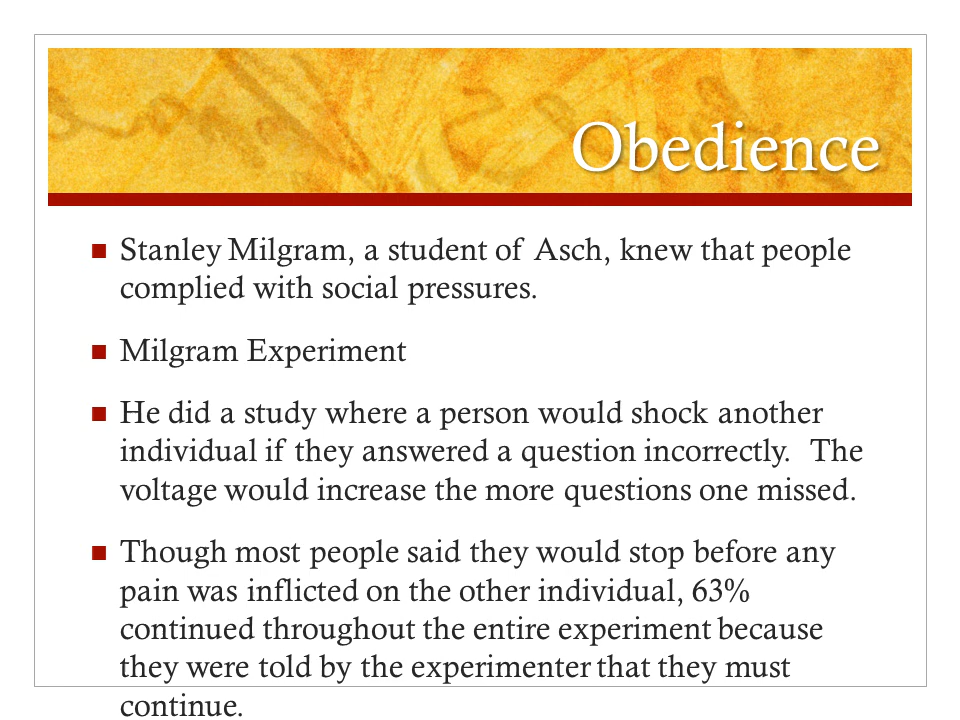 Obedience
Stanley Milgram, a student of Asch, knew that people
complied with social pressures.
Milgram Experiment
He did a study where a person would shock another
individual if they answered a question incorrectly.  The
voltage would increase the more questions one missed.
Though most people said they would stop before any
pain was inflicted on the other individual, 63%
continued throughout the entire experiment because
they were told by the experimenter that they must
continue.